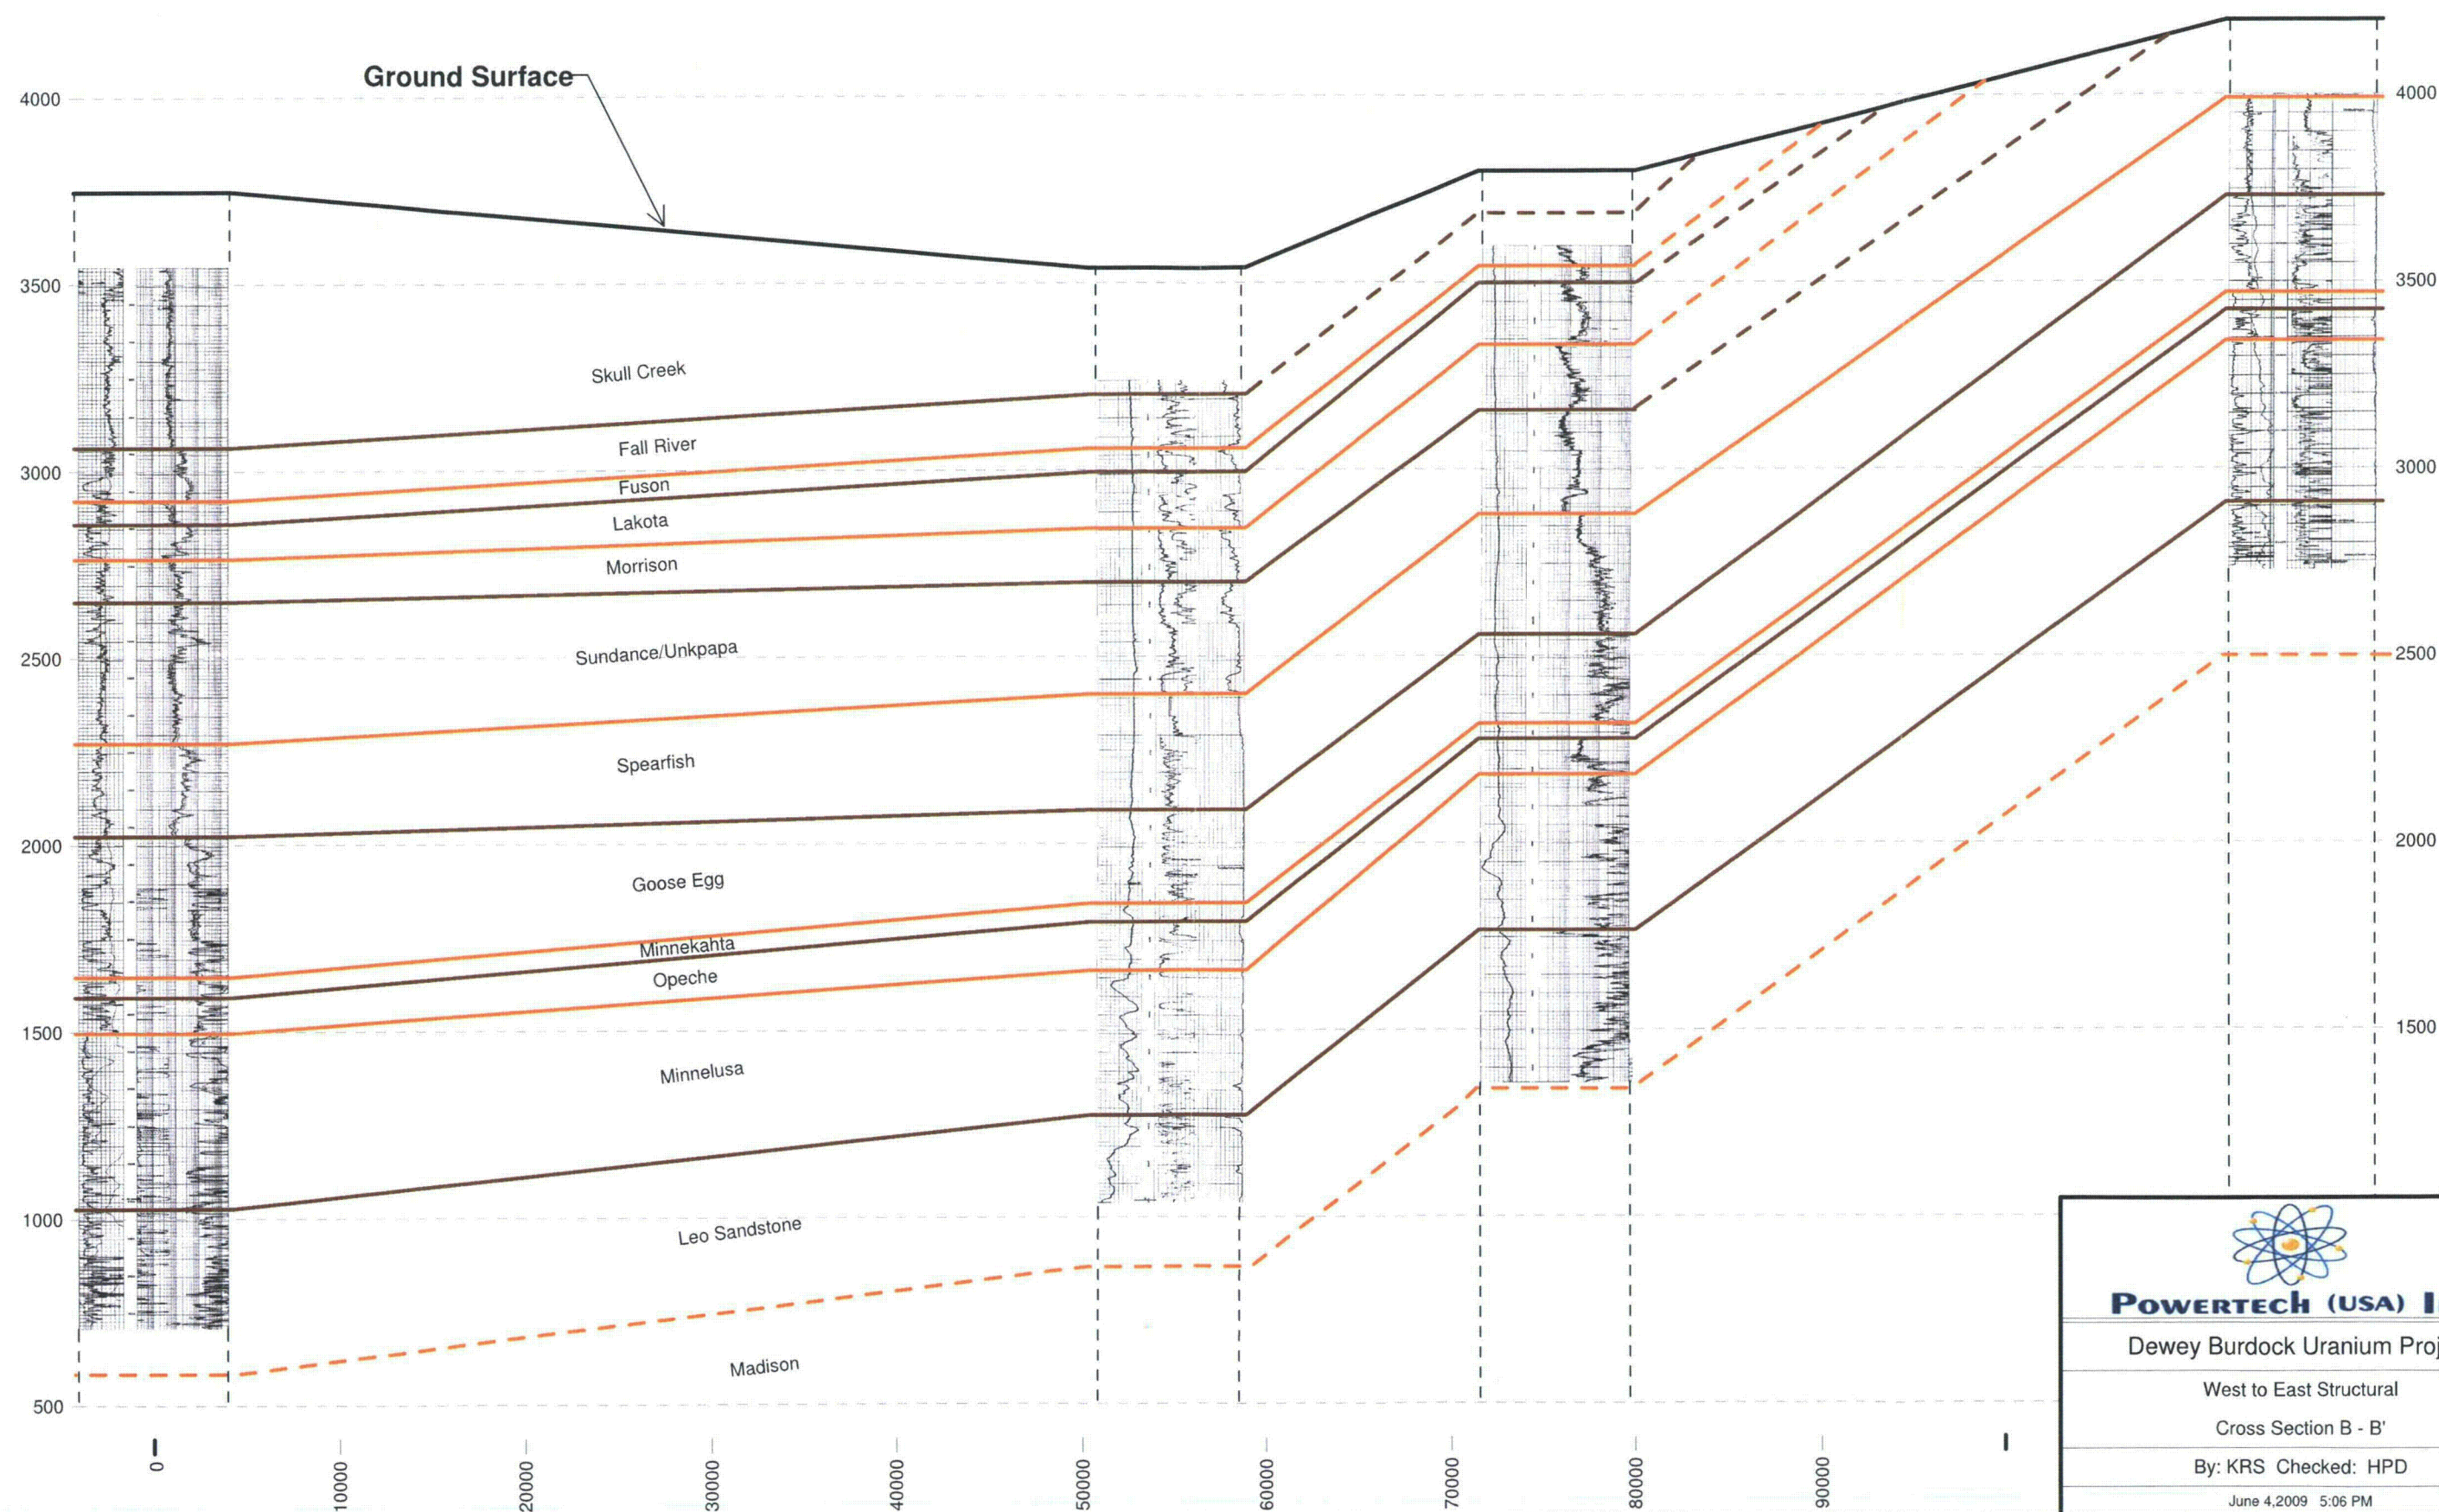 Ground Surface
4000
3500
3000
2500
2000
1500
1000
500
4000
3500
3000
2500
2000
1500
Skull Creek
Fall River
Fuson
Lakota
Morrison
Sundance/Unkpapa
Spearfish
Goose Egg
Minnekahta
Opeche
Minnelusa
Leo Sandstone
Madison
0
10000
20000
30000
40000
50000
60000
70000
80000
90000
POWERTECH (USA)
Dewey Burdock Uranium Proj
West to East Structural
Cross Section B - B'
By: KRS Checked: HPD
June 4,2009 5:06 PM